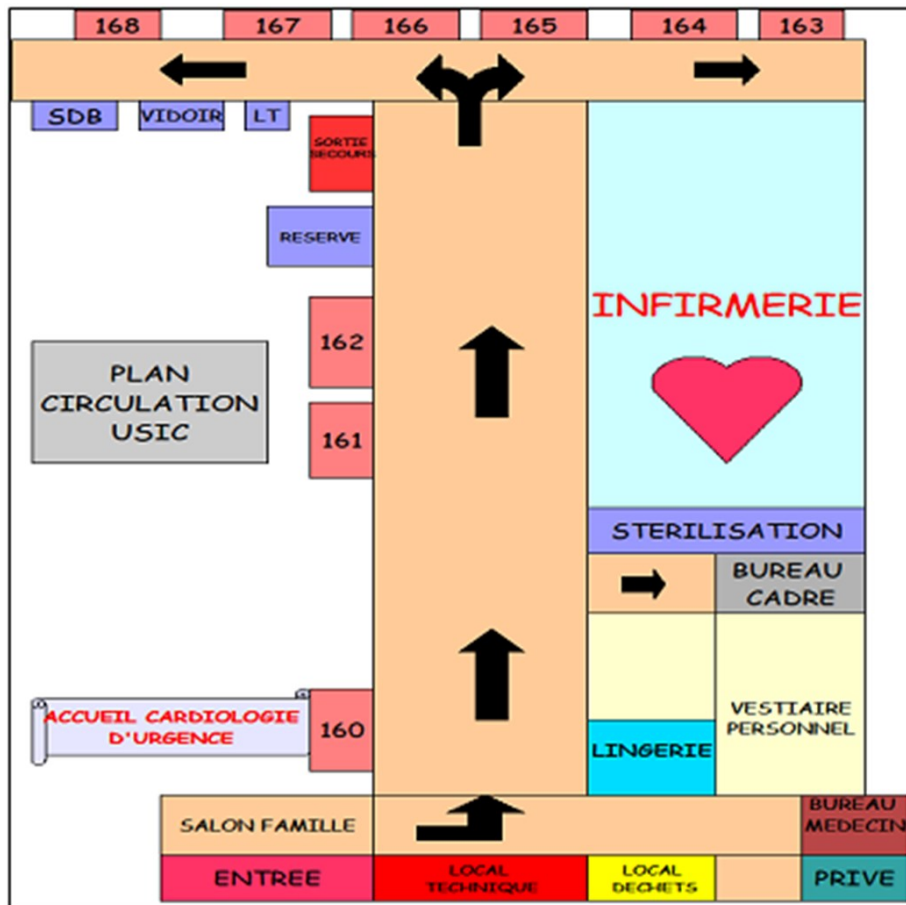 168
167
166
165
164
163
SDB
VIDOIR
LT
SORTIE
SECOURS
RESERVE
INFIRMERIE
162
PLAN
CIRCULATION
USIC
161
STERILISATION
BUREAU
CADRE
ACCUEIL CARDIOLOGIE
D'URGENCE
160
VESTIAIRE
PERSONNEL
LINGERIE
SALON FAMILLE
BUREAU
MEDECIN
ENTREE
LOCAL
TECHNIQUE
LOCAL
DECHETS
PRIVE